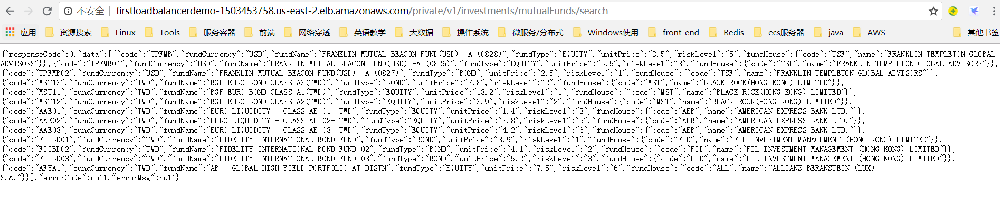 不安全 firstloadbalancerdemo-1503453758.us-east-2.elb.amazonaws.com/private/v1/investments/mutualFunds/search
应用 资源搜索 Linux Tools 服务容器 前端 网络穿透 英语教学 大数据 操作系统 微服务/分布式 Windows使用 front-end Redis ecs服务器 java AWS 其他书签
{"responseCode":0,"data":[{"code":"TPFMB","fundCurrency":"USD","fundName":"FRANKLIN MUTUAL BEACON FUND(USD) -A (0828)","fundType":"EQUITY","unitPrice":"3.5","riskLevel":"5","fundHouse":{"code":"TSF","name":"FRANKLIN TEMPLETON GLOBAL
ADVISORS"}},{"code":"TPFMB01","fundCurrency":"USD","fundName":"FRANKLIN MUTUAL BEACON FUND(USD) -A (0826)","fundType":"EQUITY","unitPrice":"5.5","riskLevel":"3","fundHouse":{"code":"TSF","name":"FRANKLIN TEMPLETON GLOBAL ADVISORS"}},
{"code":"TPFMB02","fundCurrency":"USD","fundName":"FRANKLIN MUTUAL BEACON FUND(USD) -A (0827)","fundType":"BOND","unitPrice":"2.5","riskLevel":"1","fundHouse":{"code":"TSF","name":"FRANKLIN TEMPLETON GLOBAL ADVISORS"}},
{"code":"MST13","fundCurrency":"TWD","fundName":"BGF EURO BOND CLASS A3(TWD)","fundType":"BOND","unitPrice":"7.8","riskLevel":"2","fundHouse":{"code":"MST","name":"BLACK ROCK(HONG KONG) LIMITED"}},
{"code":"MST11","fundCurrency":"TWD","fundName":"BGF EURO BOND CLASS A1(TWD)","fundType":"EQUITY","unitPrice":"13.2","riskLevel":"1","fundHouse":{"code":"MST","name":"BLACK ROCK(HONG KONG) LIMITED"}},
{"code":"MST12","fundCurrency":"TWD","fundName":"BGF EURO BOND CLASS A2(TWD)","fundType":"EQUITY","unitPrice":"3.9","riskLevel":"2","fundHouse":{"code":"MST","name":"BLACK ROCK(HONG KONG) LIMITED"}},
{"code":"AAE01","fundCurrency":"TWD","fundName":"EURO LIQUIDITY - CLASS AE 01- TWD","fundType":"EQUITY","unitPrice":"1.4","riskLevel":"3","fundHouse":{"code":"AEB","name":"AMERICAN EXPRESS BANK LTD."}},
{"code":"AAE02","fundCurrency":"TWD","fundName":"EURO LIQUIDITY - CLASS AE 02- TWD","fundType":"EQUITY","unitPrice":"3.8","riskLevel":"5","fundHouse":{"code":"AEB","name":"AMERICAN EXPRESS BANK LTD."}},
{"code":"AAE03","fundCurrency":"TWD","fundName":"EURO LIQUIDITY - CLASS AE 03- TWD","fundType":"EQUITY","unitPrice":"4.2","riskLevel":"6","fundHouse":{"code":"AEB","name":"AMERICAN EXPRESS BANK LTD."}},
{"code":"FIIBD01","fundCurrency":"TWD","fundName":"FIDELITY INTERNATIONAL BOND FUND","fundType":"BOND","unitPrice":"3.9","riskLevel":"1","fundHouse":{"code":"FID","name":"FIL INVESTMENT MANAGEMENT (HONG KONG) LIMITED"}},
{"code":"FIIBD02","fundCurrency":"TWD","fundName":"FIDELITY INTERNATIONAL BOND FUND 02","fundType":"BOND","unitPrice":"4.1","riskLevel":"2","fundHouse":{"code":"FID","name":"FIL INVESTMENT MANAGEMENT (HONG KONG) LIMITED"}},
{"code":"FIIBD03","fundCurrency":"TWD","fundName":"FIDELITY INTERNATIONAL BOND FUND 03","fundType":"BOND","unitPrice":"5.2","riskLevel":"3","fundHouse":{"code":"FID","name":"FIL INVESTMENT MANAGEMENT (HONG KONG) LIMITED"}},
{"code":"AFYA1","fundCurrency":"TWD","fundName":"AB - GLOBAL HIGH YIELD PORTFOLIO AT DISTN","fundType":"EQUITY","unitPrice":"7.5","riskLevel":"6","fundHouse":{"code":"ALL","name":"ALLIANZ BERANSTEIN (LUX)
S.A."}}],"errorCode":null,"errorMsg":null}